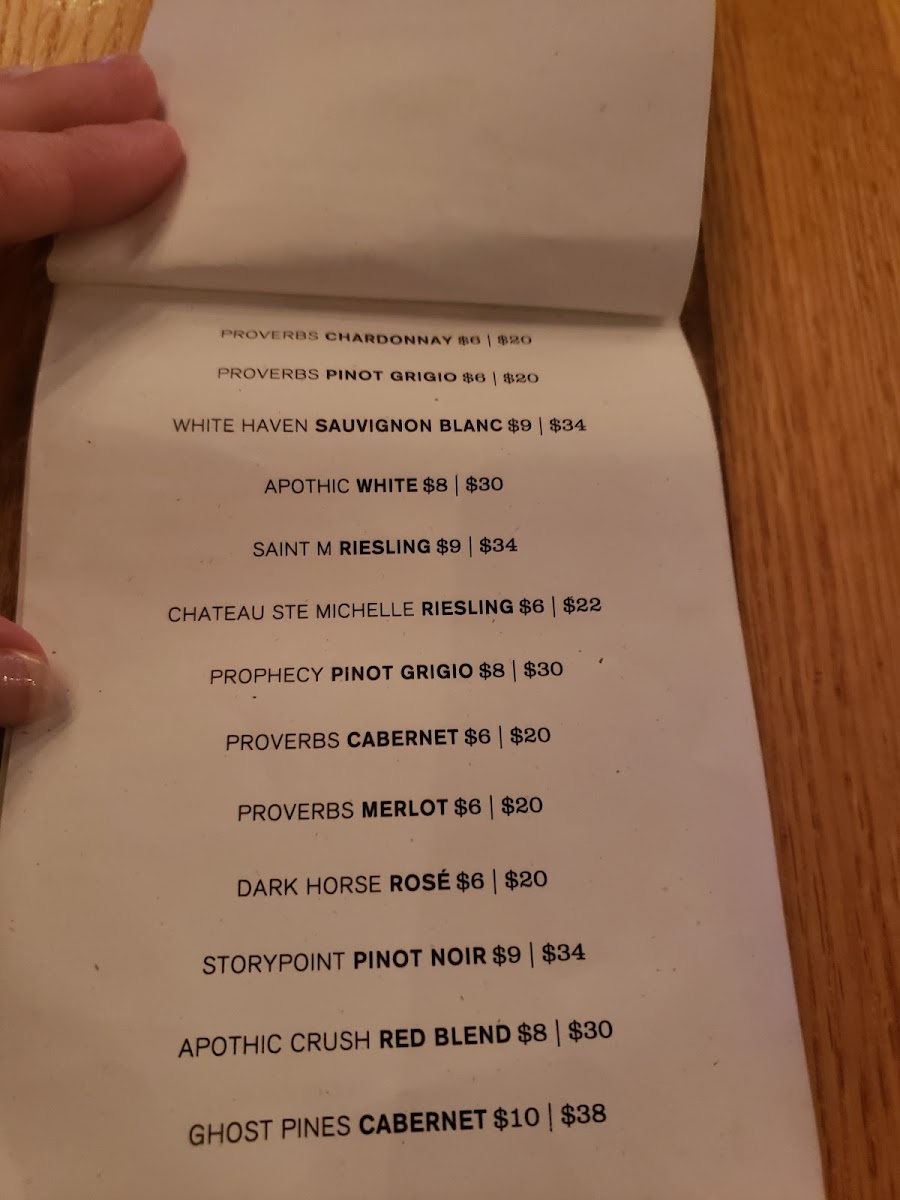 PROVERBS CHARDONNAY $6 | $20
PROVERBS PINOT GRIGIO $6 | $20
WHITE HAVEN SAUVIGNON BLANC $9 | $34
APOTHIC WHITE $8 | $30
SAINT M RIESLING $9 | $34
CHATEAU STE MICHELLE RIESLING $6 | $22
PROPHECY PINOT GRIGIO $8 | $30
PROVERBS CABERNET $6 | $20
PROVERBS MERLOT $6 | $20
DARK HORSE ROSÉ $6 | $20
STORYPOINT PINOT NOIR $9 | $34
APOTHIC CRUSH RED BLEND $8 | $30
GHOST PINES CABERNET $10 | $38